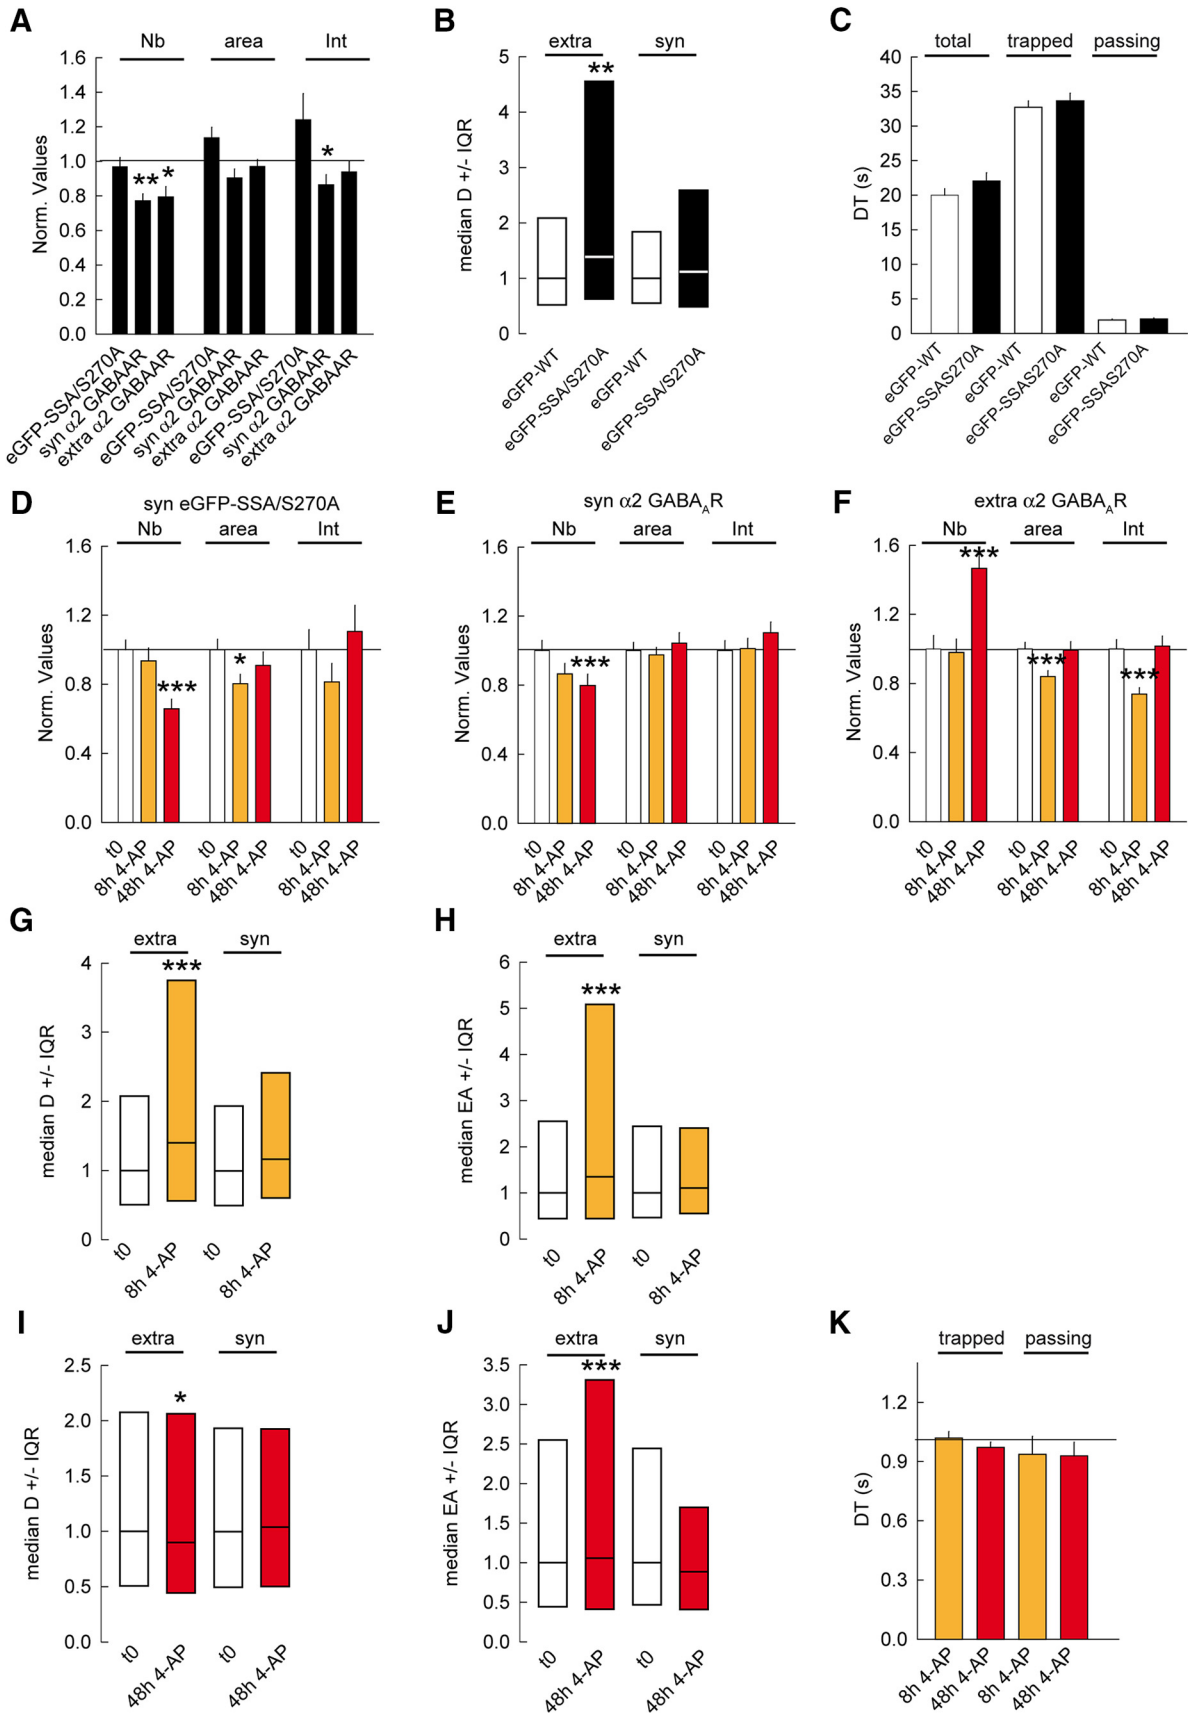 A
Nb area Int
Norm. Values
1.6
1.4
1.2
1.0
0.8
0.6
0.4
0.2
0.0
** * *
eGFP-SSA/S270A
syn α2 GABAAR
extra α2 GABAAR
eGFP-SSA/S270A
syn α2 GABAAR
extra α2 GABAAR
eGFP-SSA/S270A
syn α2 GABAAR
extra α2 GABAAR
B
extra syn
median D +/- IQR
5
4
3
2
1
0
**
eGFP-WT
eGFP-SSA/S270A
eGFP-WT
eGFP-SSA/S270A
C
total trapped passing
DT (s)
40
35
30
25
20
15
10
5
0
eGFP-WT
eGFP-SSAS270A
eGFP-WT
eGFP-SSAS270A
eGFP-WT
eGFP-SSAS270A
D
syn eGFP-SSA/S270A
Nb area Int
Norm. Values
1.6
1.2
0.8
0.4
0.0
*** *
t0
8h 4-AP
48h 4-AP
t0
8h 4-AP
48h 4-AP
t0
8h 4-AP
48h 4-AP
E
syn α2 GABAAR
Nb area Int
Norm. Values
1.6
1.2
0.8
0.4
0.0
***
t0
8h 4-AP
48h 4-AP
t0
8h 4-AP
48h 4-AP
t0
8h 4-AP
48h 4-AP
F
extra α2 GABAAR
Nb area Int
Norm. Values
1.6
1.2
0.8
0.4
0.0
*** *** ***
t0
8h 4-AP
48h 4-AP
t0
8h 4-AP
48h 4-AP
t0
8h 4-AP
48h 4-AP
G
extra syn
median D +/- IQR
4
3
2
1
0
***
t0
8h 4-AP
t0
8h 4-AP
H
extra syn
median EA +/- IQR
6
5
4
3
2
1
0
***
t0
8h 4-AP
t0
8h 4-AP
I
extra syn
median D +/- IQR
2.5
2.0
1.5
1.0
0.5
0.0
*
t0
48h 4-AP
t0
48h 4-AP
J
extra syn
median EA +/- IQR
3.5
3.0
2.5
2.0
1.5
1.0
0.5
0.0
***
t0
48h 4-AP
t0
48h 4-AP
K
trapped passing
DT (s)
1.2
0.9
0.6
0.3
0.0
8h 4-AP
48h 4-AP
8h 4-AP
48h 4-AP